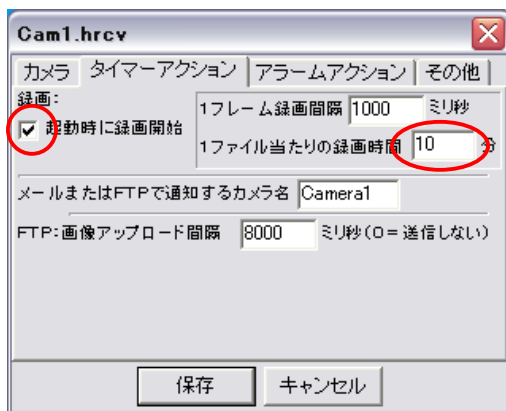 Cam1.hrcv
カメラ タイマーアクション アラームアクション その他
録画:
起動時に録画開始
1フレーム録画間隔 1000 ミリ秒
1ファイル当たりの録画時間 10 分
メールまたはFTPで通知するカメラ名 Camera1
FTP:画像アップロード間隔 8000 ミリ秒(0=送信しない)
保存 キャンセル